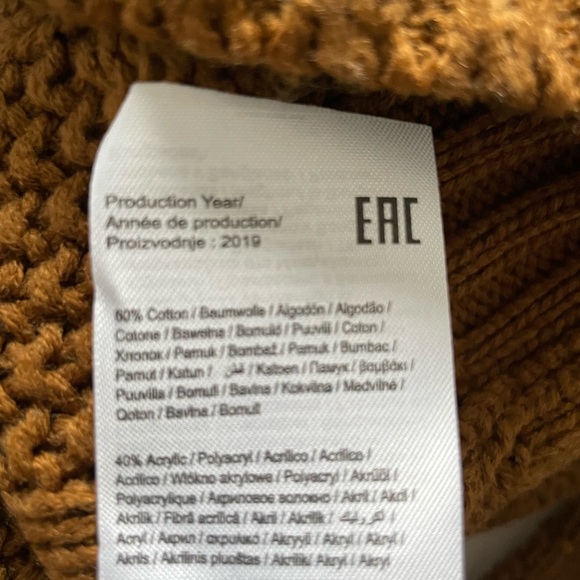 Production Year/
Année de production/
Proizvodnje : 2019
EAC
60% Cotton / Baumwolle / Algodón / Algodão /
Cotone / Bawełna / Bomuld / Puuvill / Coton /
Хлопок / Pamuk / Bombaž / Pamuk / Bumbac /
Pamut / Katun / قطن / Katoen / Памук / βαμβάκι /
Puuvilla / Bomull / Bavlna / Kokvilna / Medvilnė /
Qoton / Bavlna / Bomull
40% Acrylic / Polyacryl / Acrílico / Acrílico /
Acrilico / Włókno akrylowe / Polyacryl / Akrüül /
Polyacrylique / Акриловое волокно / Akril / Akril /
Akrilik / Fibră acrilică / Akril / Akrilik /
Acryl / Акрил / ακρυλικό / Akryyli / Akryl / Akryl /
Akrils / Akrilinis pluoštas / Akrilik / Akryl / Akryl